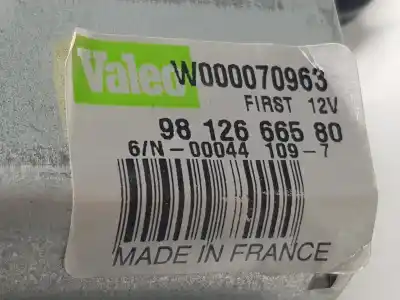 Valeo W000070963
FIRST 12V
98 126 665 80
6/N-00044 109-7
MADE IN FRANCE